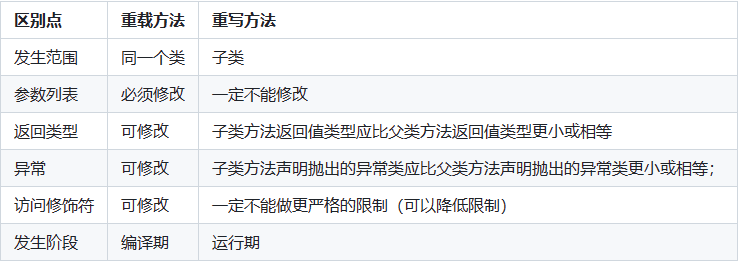 区别点 重载方法 重写方法
发生范围 同一个类 子类
参数列表 必须修改 一定不能修改
返回类型 可修改 子类方法返回值类型应比父类方法返回值类型更小或相等
异常 可修改 子类方法声明抛出的异常类应比父类方法声明抛出的异常类更小或相等；
访问修饰符 可修改 一定不能做更严格的限制（可以降低限制）
发生阶段 编译期 运行期